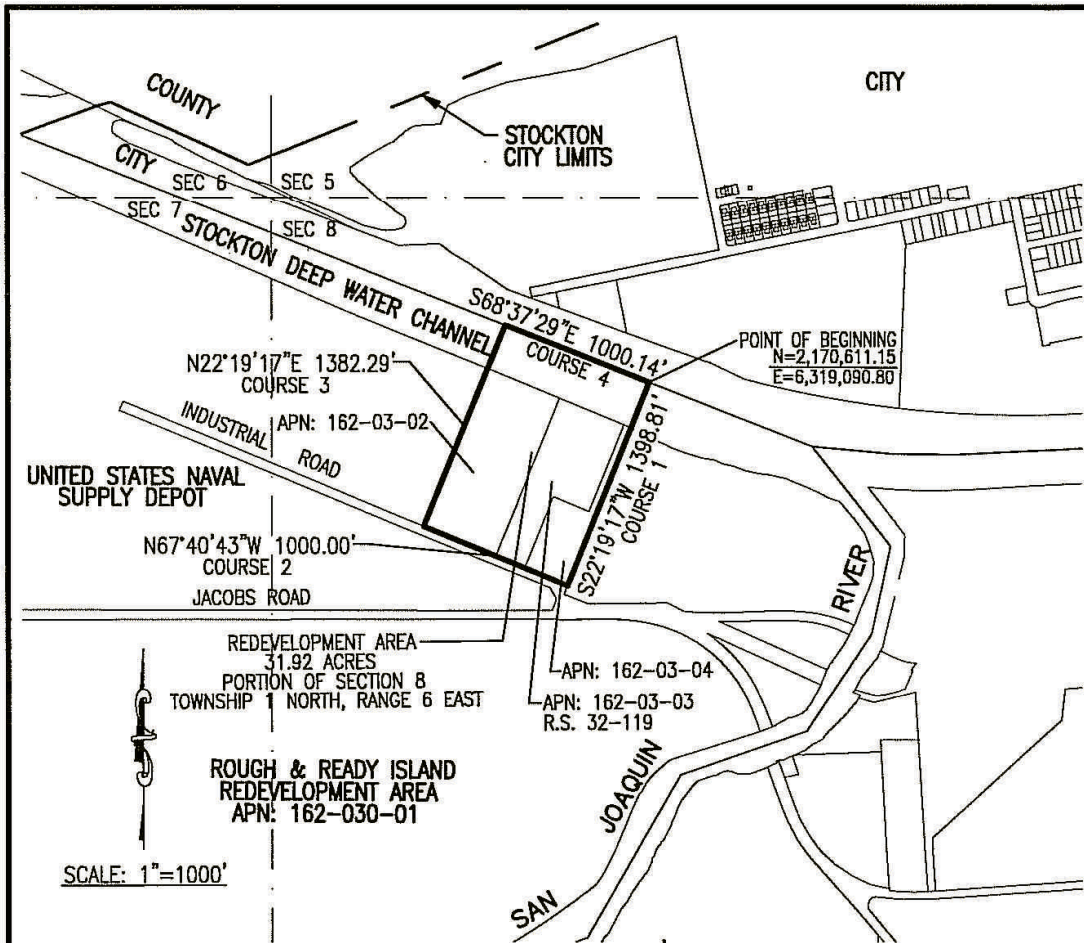 COUNTY
CITY
STOCKTON
CITY LIMITS
CITY
SEC 6
SEC 5
SEC 7
SEC 8
STOCKTON DEEP WATER CHANNEL
S68°37'29"E 1000.14'
COURSE 4
POINT OF BEGINNING
N=2,170,611.15
E=6,319,090.80
N22°19'17"E 1382.29'
COURSE 3
APN: 162-03-02
INDUSTRIAL ROAD
S22°19'17"W 1398.81'
COURSE 1
UNITED STATES NAVAL
SUPPLY DEPOT
N67°40'43"W 1000.00'
COURSE 2
JACOBS ROAD
REDEVELOPMENT AREA
31.92 ACRES
PORTION OF SECTION 8
TOWNSHIP 1 NORTH, RANGE 6 EAST
APN: 162-03-04
APN: 162-03-03
R.S. 32-119
ROUGH & READY ISLAND
REDEVELOPMENT AREA
APN: 162-030-01
SCALE: 1"=1000'
SAN JOAQUIN RIVER